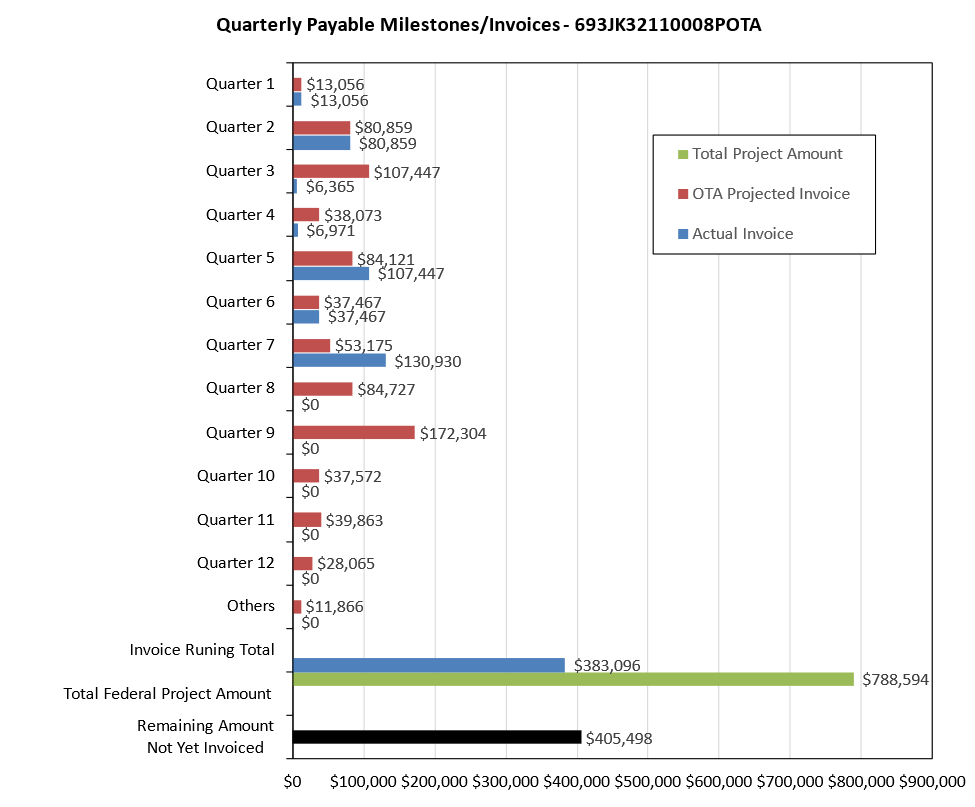 Quarterly Payable Milestones/Invoices - 693JK32110008POTA
Quarter 1
$13,056
$13,056
Quarter 2
$80,859
$80,859
Quarter 3
$107,447
$6,365
Quarter 4
$38,073
$6,971
Quarter 5
$84,121
$107,447
Quarter 6
$37,467
$37,467
Quarter 7
$53,175
$130,930
Quarter 8
$84,727
$0
Quarter 9
$172,304
$0
Quarter 10
$37,572
$0
Quarter 11
$39,863
$0
Quarter 12
$28,065
$0
Others
$11,866
$0
Invoice Runing Total
$383,096
$788,594
Total Federal Project Amount
Remaining Amount
Not Yet Invoiced
$405,498
Total Project Amount
OTA Projected Invoice
Actual Invoice
$0 $100,000 $200,000 $300,000 $400,000 $500,000 $600,000 $700,000 $800,000 $900,000